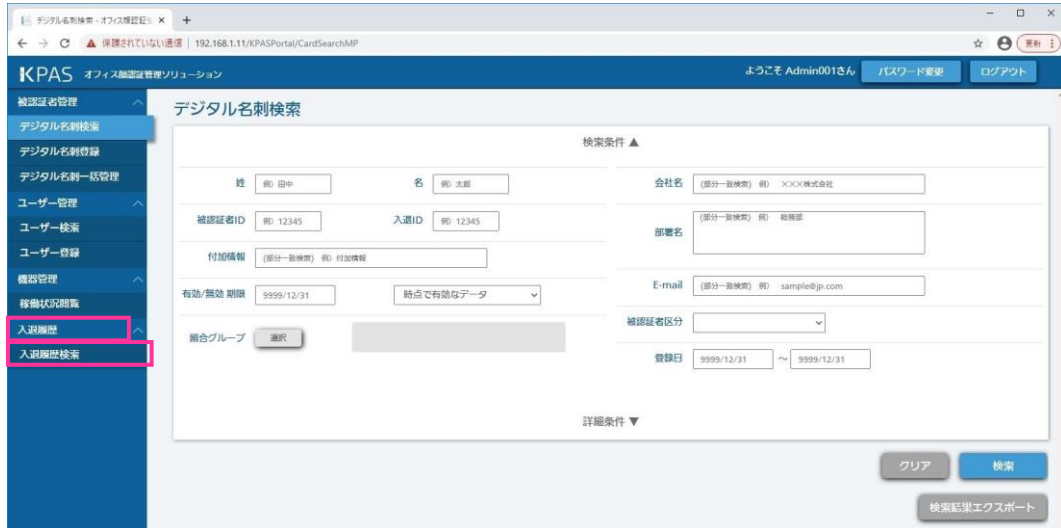 デジタル名刺検索 - オフィス顔認証
保護されていない通信 | 192.168.1.11/KPASPortal/CardSearchMP
更新
KPAS オフィス顔認証管理ソリューション
ようこそ Admin001さん
パスワード変更
ログアウト
被認証者管理
デジタル名刺検索
デジタル名刺登録
デジタル名刺一括管理
ユーザー管理
ユーザー検索
ユーザー登録
機器管理
稼働状況閲覧
入退履歴
入退履歴検索
デジタル名刺検索
検索条件 ▲
姓 例) 田中 名 例) 太郎
被認証者ID 例) 12345 入退ID 例) 12345
付加情報 (部分一致検索) 例) 付加情報
有効/無効 期限 9999/12/31 時点で有効なデータ
照合グループ 選択
会社名 (部分一致検索) 例) ×××株式会社
部署名 (部分一致検索) 例) 総務部
E-mail (部分一致検索) 例) sample@jp.com
被認証者区分
登録日 9999/12/31 ～ 9999/12/31
詳細条件 ▼
クリア
検索
検索結果エクスポート